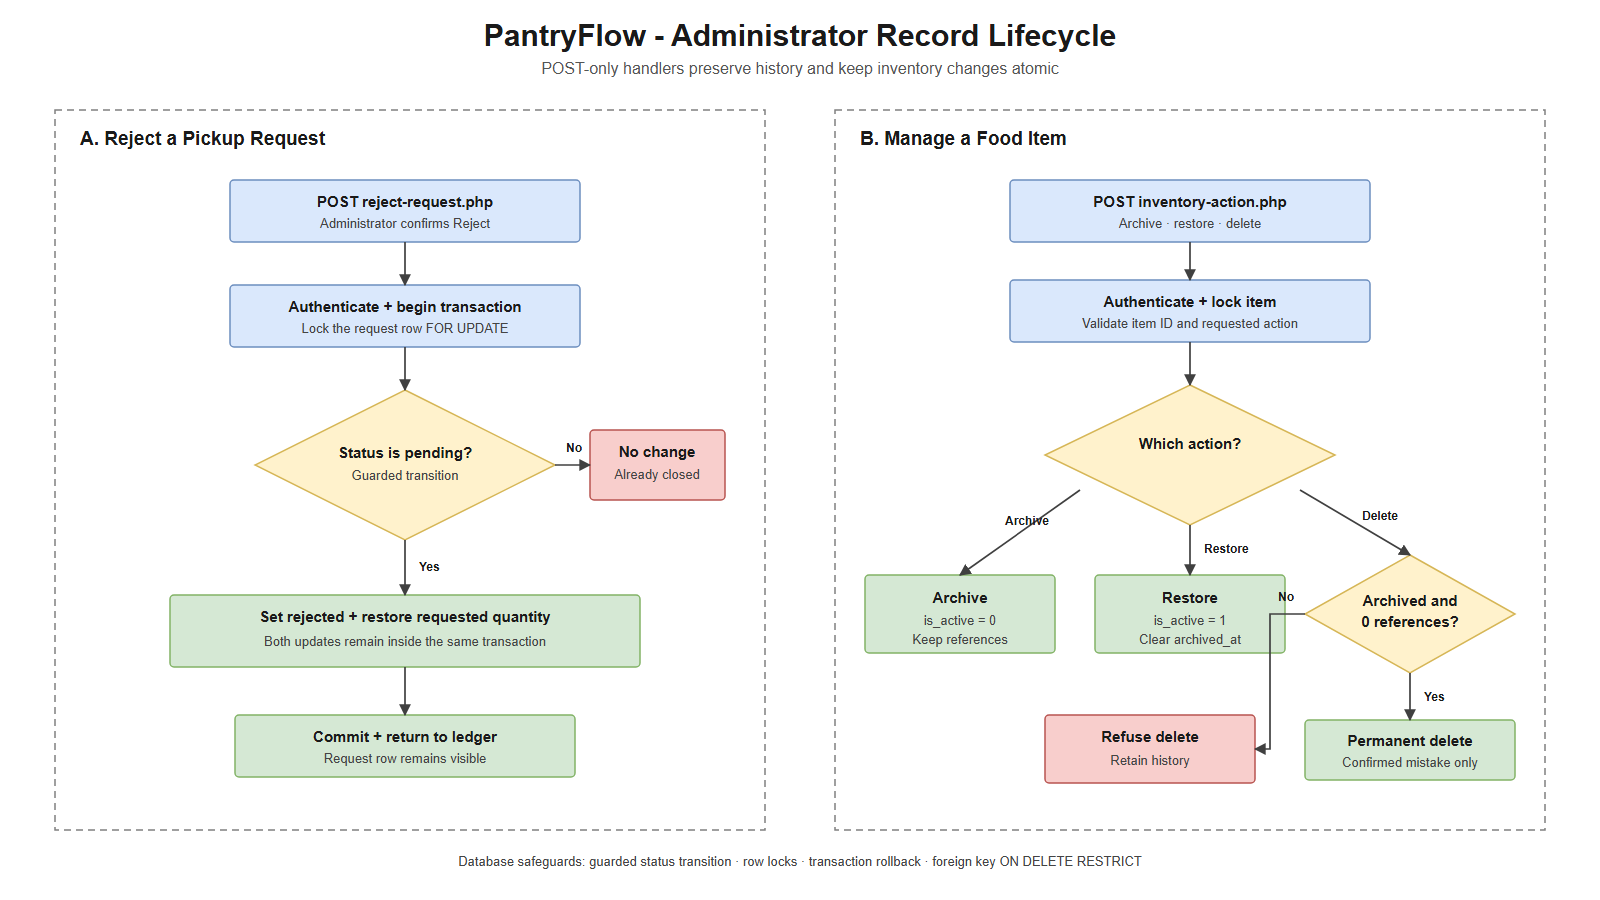 PantryFlow - Administrator Record Lifecycle
POST-only handlers preserve history and keep inventory changes atomic
A. Reject a Pickup Request
POST reject-request.php
Administrator confirms Reject
Authenticate + begin transaction
Lock the request row FOR UPDATE
Status is pending?
Guarded transition
No
No change
Already closed
Yes
Set rejected + restore requested quantity
Both updates remain inside the same transaction
Commit + return to ledger
Request row remains visible
B. Manage a Food Item
POST inventory-action.php
Archive · restore · delete
Authenticate + lock item
Validate item ID and requested action
Which action?
Archive
Restore
Delete
Archive
is_active = 0
Keep references
Restore
is_active = 1
Clear archived_at
No
Archived and
0 references?
Yes
Refuse delete
Retain history
Permanent delete
Confirmed mistake only
Database safeguards: guarded status transition · row locks · transaction rollback · foreign key ON DELETE RESTRICT